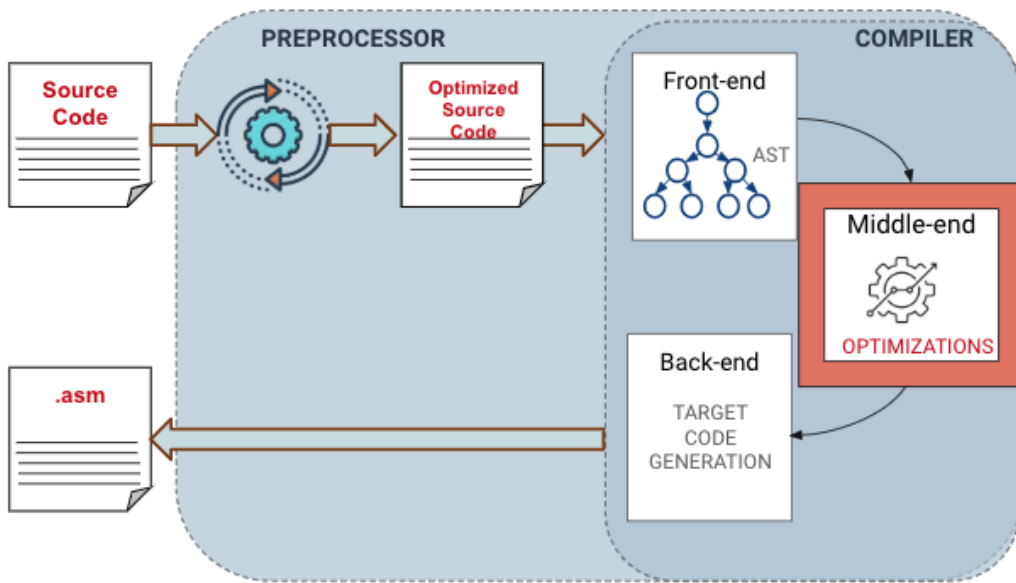 PREPROCESSOR
COMPILER
Source
Code
Optimized
Source
Code
Front-end
AST
Middle-end
OPTIMIZATIONS
Back-end
TARGET
CODE
GENERATION
.asm